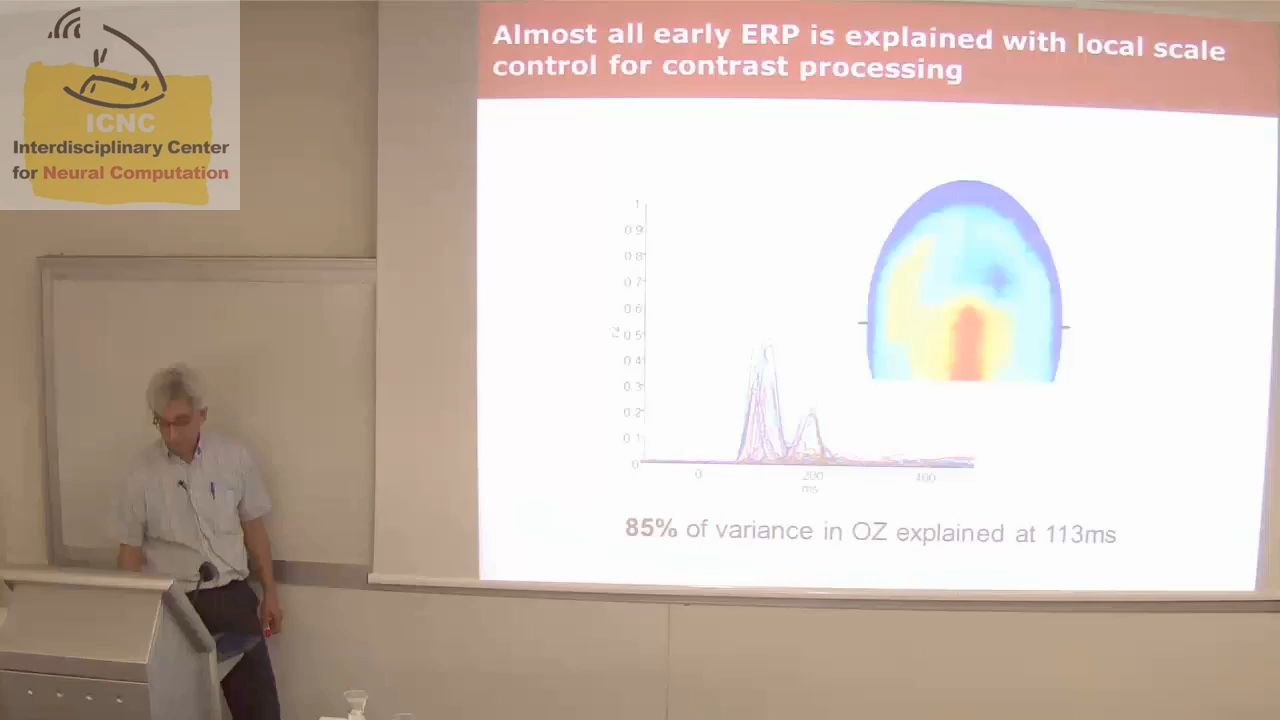 ICNC
Interdisciplinary Center
for Neural Computation
Almost all early ERP is explained with local scale
control for contrast processing
1
0 9
0 8
0 7
0 6
0 5
0 4
0 3
0 2
0 1
0
0
200
400
ms
85% of variance in OZ explained at 113ms